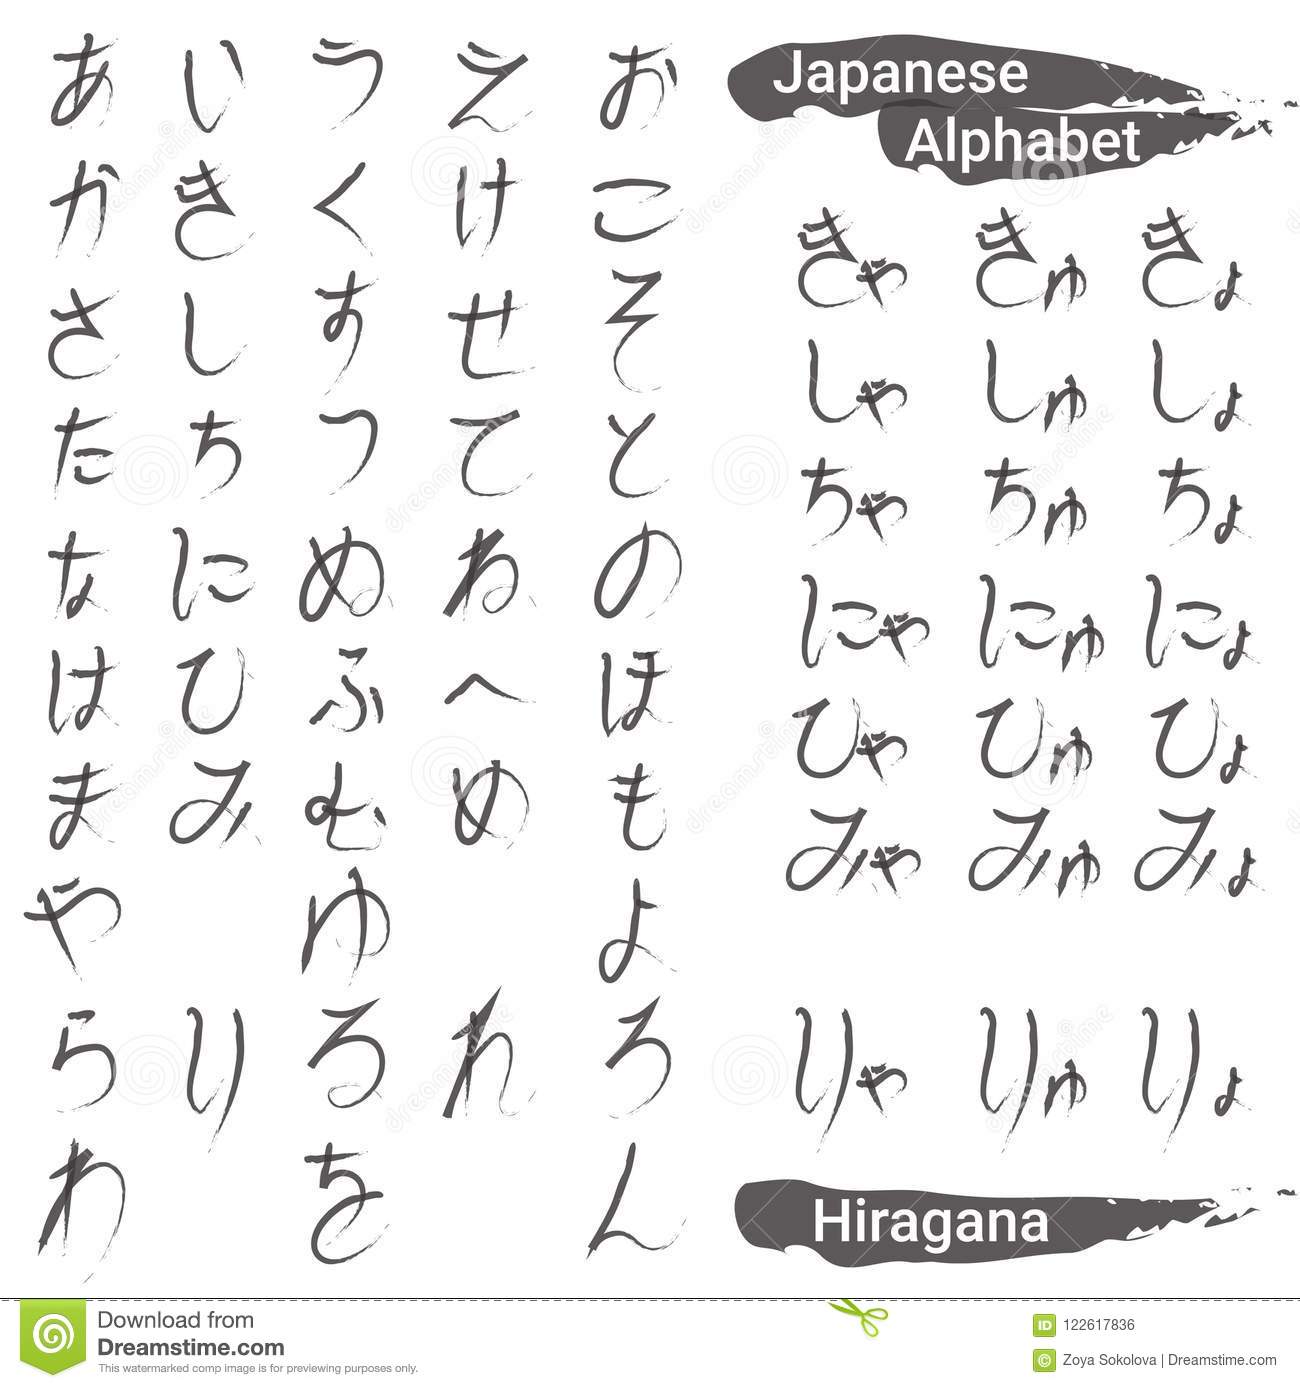 あ い う え お
か き く け こ
さ し す せ そ
た ち つ て と
な に ぬ ね の
は ひ ふ へ ほ
ま み む め も
や ゆ よ
ら り る れ ろ
わ を ん
Japanese
Alphabet
きゃ きゅ きょ
しゃ しゅ しょ
ちゃ ちゅ ちょ
にゃ にゅ にょ
ひゃ ひゅ ひょ
みゃ みゅ みょ
りゃ りゅ りょ
Hiragana
Download from
Dreamstime.com
This watermarked comp image is for previewing purposes only.
ID 122617836
© Zoya Sokolova | Dreamstime.com